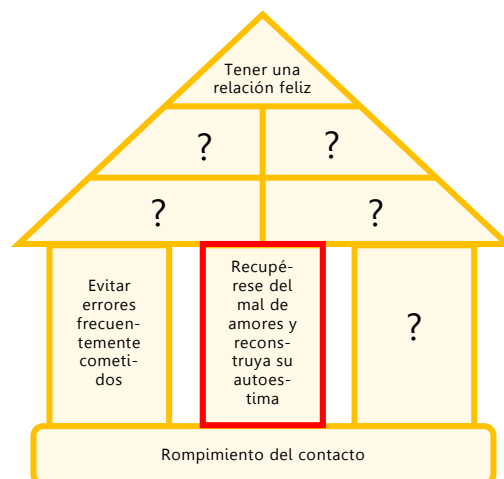 Tener una
relación feliz
? ?
? ?
Evitar
errores
frecuen-
temente
cometi-
dos
Recupé-
rese del
mal de
amores y
recons-
truya su
autoes-
tima
?
Rompimiento del contacto